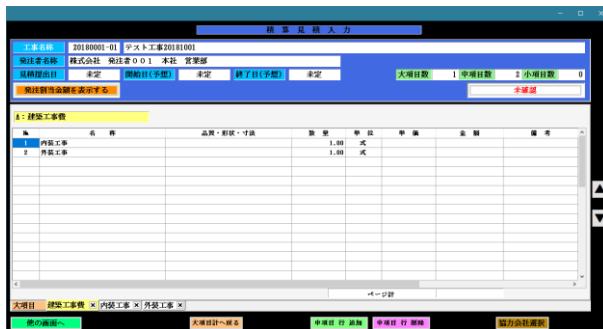 積 算 見 積 入 力
工事名称 20180001-01 テスト工事20181001
発注者名称 株式会社 発注者001 本社 営業部
見積提出日 未定 開始日(予想) 未定 終了日(予想) 未定 大項目数 1 中項目数 2 小項目数 0
発注割当金額を表示する 未確認
1：建築工事費
№ 名 称 品質・形状・寸法 数 量 単 位 単 価 金 額 備 考
1 内装工事 1.00 式
2 外装工事 1.00 式
ページ計
大項目 建築工事費 × 内装工事 × 外装工事 ×
他の画面へ 大項目計へ戻る 中項目 行 追加 中項目 行 削除 協力会社選択